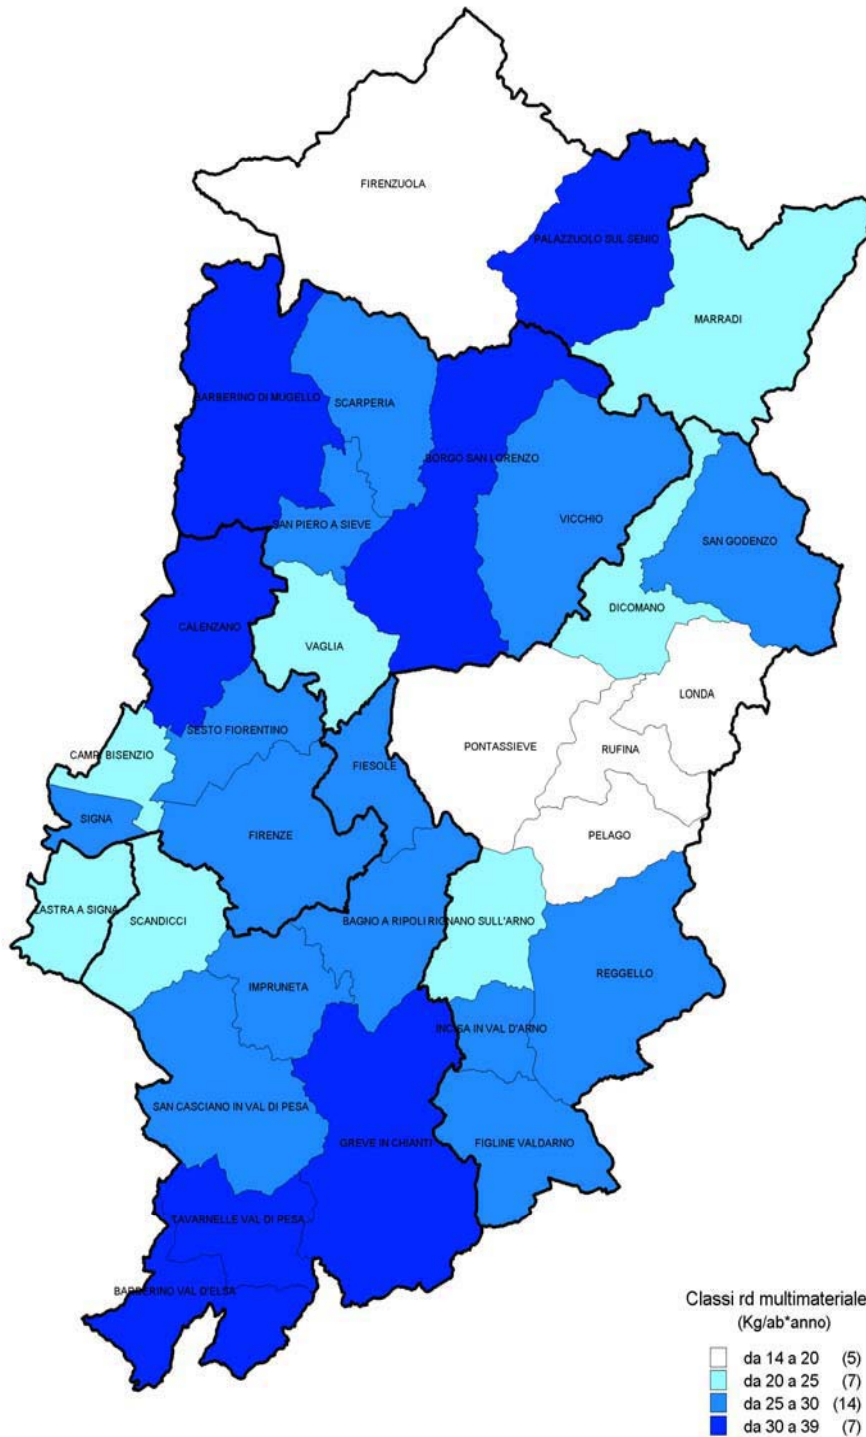 FIRENZUOLA
PALAZZUOLO SUL SENIO
MARRADI
BARBERINO DI MUGELLO
SCARPERIA
BORGO SAN LORENZO
SAN PIERO A SIEVE
VICCHIO
SAN GODENZO
DICOMANO
CALENZANO
VAGLIA
LONDA
SESTO FIORENTINO
PONTASSIEVE
RUFINA
CAMPI BISENZIO
FIESOLE
SIGNA
FIRENZE
PELAGO
LASTRA A SIGNA
SCANDICCI
BAGNO A RIPOLI
RIGNANO SULL'ARNO
REGGELLO
IMPRUNETA
INCISA IN VAL D'ARNO
SAN CASCIANO IN VAL DI PESA
GREVE IN CHIANTI
FIGLINE VALDARNO
TAVARNELLE VAL DI PESA
BARBERINO VAL D'ELSA
Classi rd multimateriale
(Kg/ab*anno)
da 14 a 20 (5)
da 20 a 25 (7)
da 25 a 30 (14)
da 30 a 39 (7)